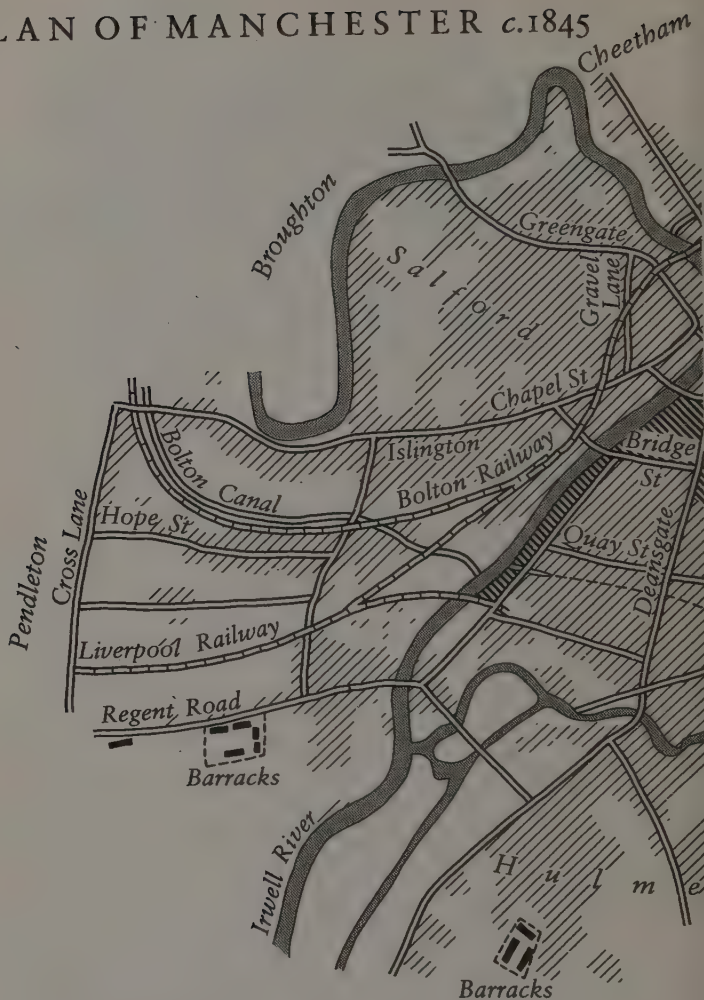 LAN OF MANCHESTER c.1845
Cheetham
Broughton
Greengate
Salford
Gravel
Lane
Chapel St
Islington
Bridge
St
Bolton Canal
Bolton Railway
Hope St
Quay St
Deansgate
Pendleton
Cross Lane
Liverpool Railway
Regent Road
Barracks
Irwell River
Hulme
Barracks